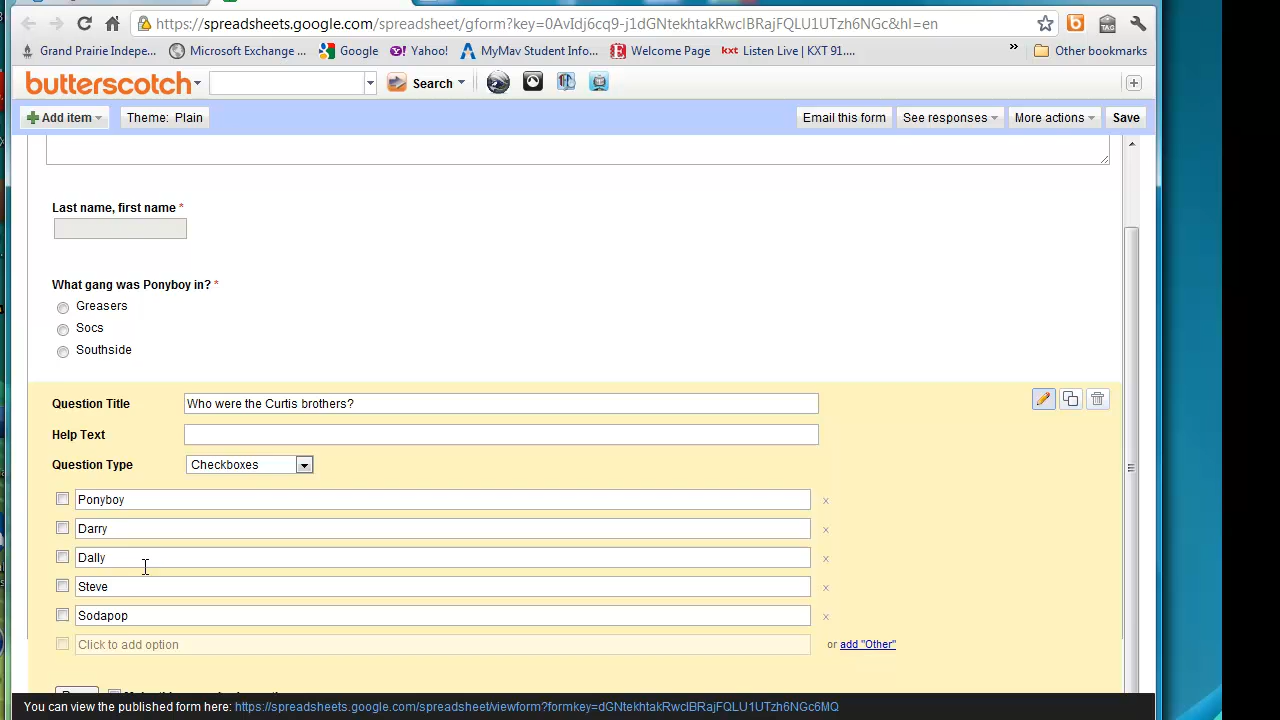 https://spreadsheets.google.com/spreadsheet/gform?key=0AvIdj6cq9-j1dGNtekhtakRwclBRajFQLU1UTzh6NGc&hl=en
Grand Prairie Indepe... Microsoft Exchange ... Google Yahoo! MyMav Student Info... Welcome Page kxt Listen Live | KXT 91.... » Other bookmarks
butterscotch Search
Add item Theme: Plain Email this form See responses More actions Save
Last name, first name *
What gang was Ponyboy in? *
Greasers
Socs
Southside
Question Title Who were the Curtis brothers?
Help Text
Question Type Checkboxes
Ponyboy x
Darry x
Dally x
Steve x
Sodapop x
Click to add option or add "Other"
You can view the published form here: https://spreadsheets.google.com/spreadsheet/viewform?formkey=dGNtekhtakRwclBRajFQLU1UTzh6NGc6MQ